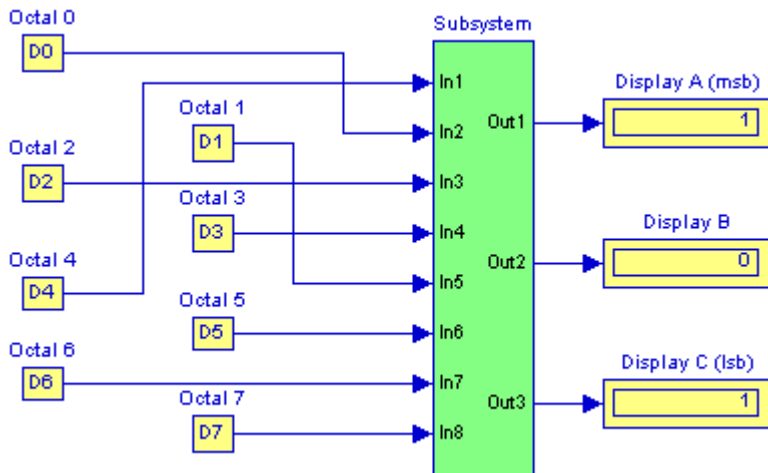 Octal 0
D0
Octal 2
D2
Octal 4
D4
Octal 6
D6
Octal 1
D1
Octal 3
D3
Octal 5
D5
Octal 7
D7
Subsystem
In1
In2
In3
In4
In5
In6
In7
In8
Out1
Out2
Out3
Display A (msb)
1
Display B
0
Display C (lsb)
1